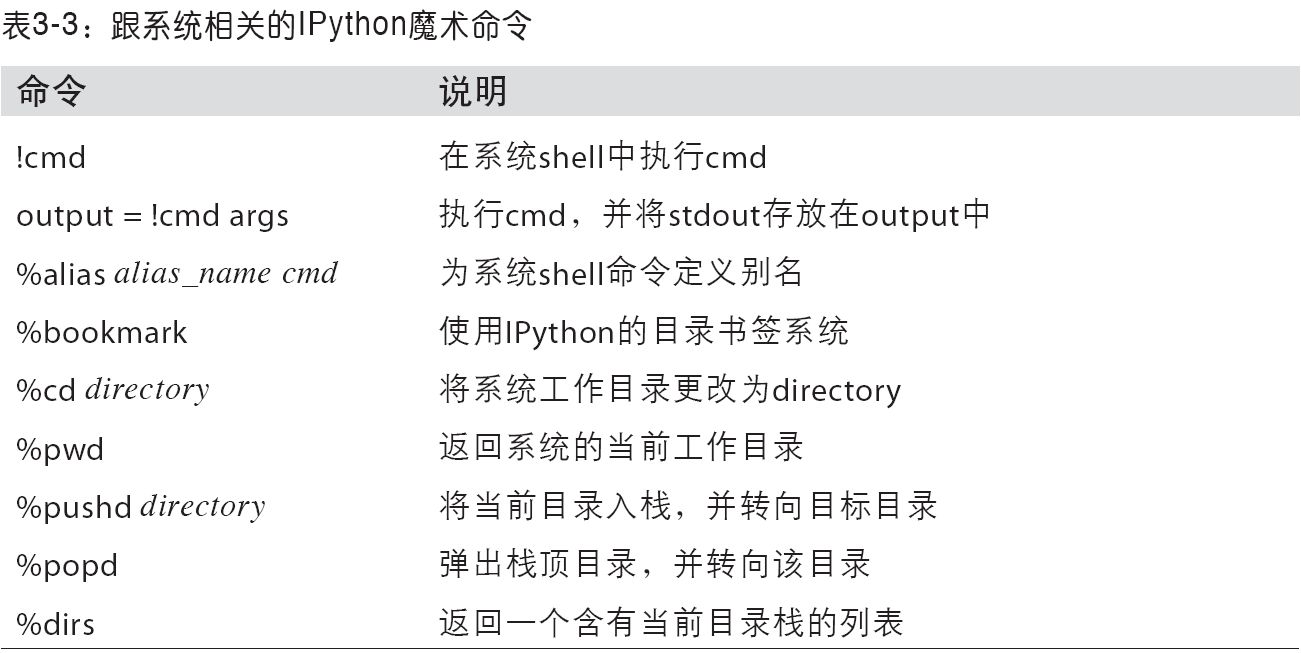 表3-3：跟系统相关的IPython魔术命令
命令 说明
!cmd 在系统shell中执行cmd
output = !cmd args 执行cmd，并将stdout存放在output中
%alias alias_name cmd 为系统shell命令定义别名
%bookmark 使用IPython的目录书签系统
%cd directory 将系统工作目录更改为directory
%pwd 返回系统的当前工作目录
%pushd directory 将当前目录入栈，并转向目标目录
%popd 弹出栈顶目录，并转向该目录
%dirs 返回一个含有当前目录栈的列表